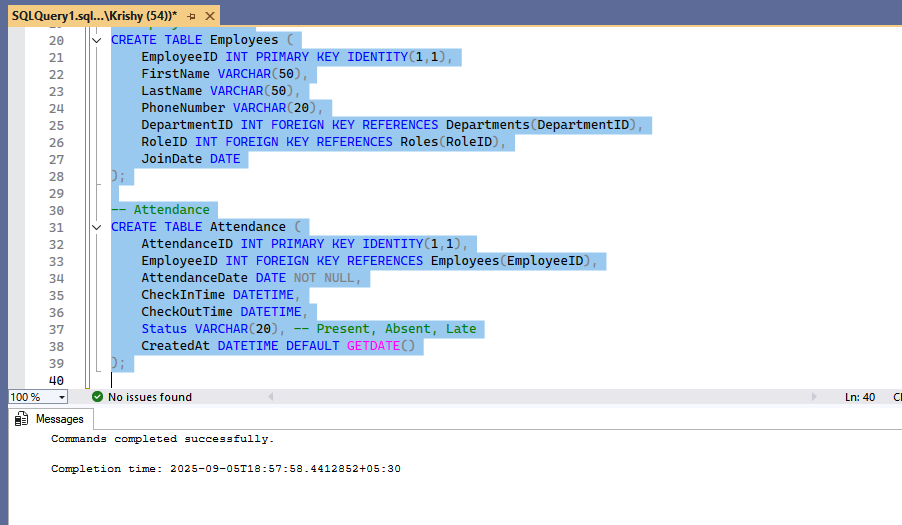 SQLQuery1.sql...\Krishy (54))*
20 CREATE TABLE Employees (
21 EmployeeID INT PRIMARY KEY IDENTITY(1,1),
22 FirstName VARCHAR(50),
23 LastName VARCHAR(50),
24 PhoneNumber VARCHAR(20),
25 DepartmentID INT FOREIGN KEY REFERENCES Departments(DepartmentID),
26 RoleID INT FOREIGN KEY REFERENCES Roles(RoleID),
27 JoinDate DATE
28 );
29
30 -- Attendance
31 CREATE TABLE Attendance (
32 AttendanceID INT PRIMARY KEY IDENTITY(1,1),
33 EmployeeID INT FOREIGN KEY REFERENCES Employees(EmployeeID),
34 AttendanceDate DATE NOT NULL,
35 CheckInTime DATETIME,
36 CheckOutTime DATETIME,
37 Status VARCHAR(20), -- Present, Absent, Late
38 CreatedAt DATETIME DEFAULT GETDATE()
39 );
40
100 % No issues found Ln: 40
Messages
Commands completed successfully.
Completion time: 2025-09-05T18:57:58.4412852+05:30